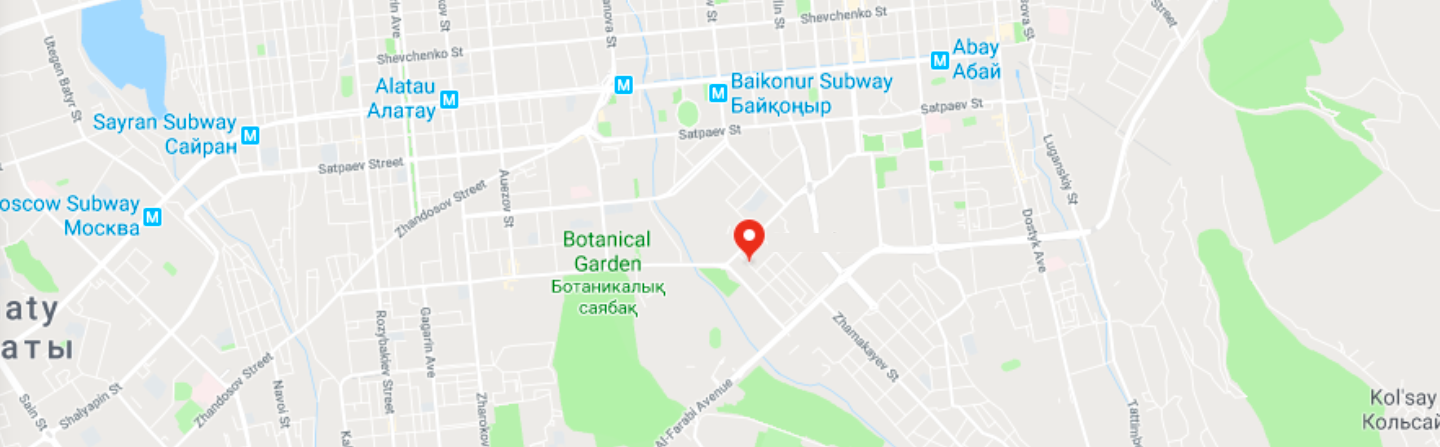 Shevchenko St
Shevchenko St
Utegen Batyr St
Abay
Абай
Alatau
Алатау
Baikonur Subway
Байқоңыр
Satpaev St
Sayran Subway
Сайран
Satpaev St
Satpaev Street
Luganskiy St
Auezov St
Zhandosov Street
oscow Subway
Москва
Dostyk Ave
Botanical
Garden
Ботаникалық
саябақ
aty
аты
Rozybakiev Street
Gagarin Ave
Zhamakayev St
Zhandosov Street
Navoi St
Shalyapin St
Sain St
Al-Farabi Avenue
Zharokov
Tattimb
Kol'say
Кольсай